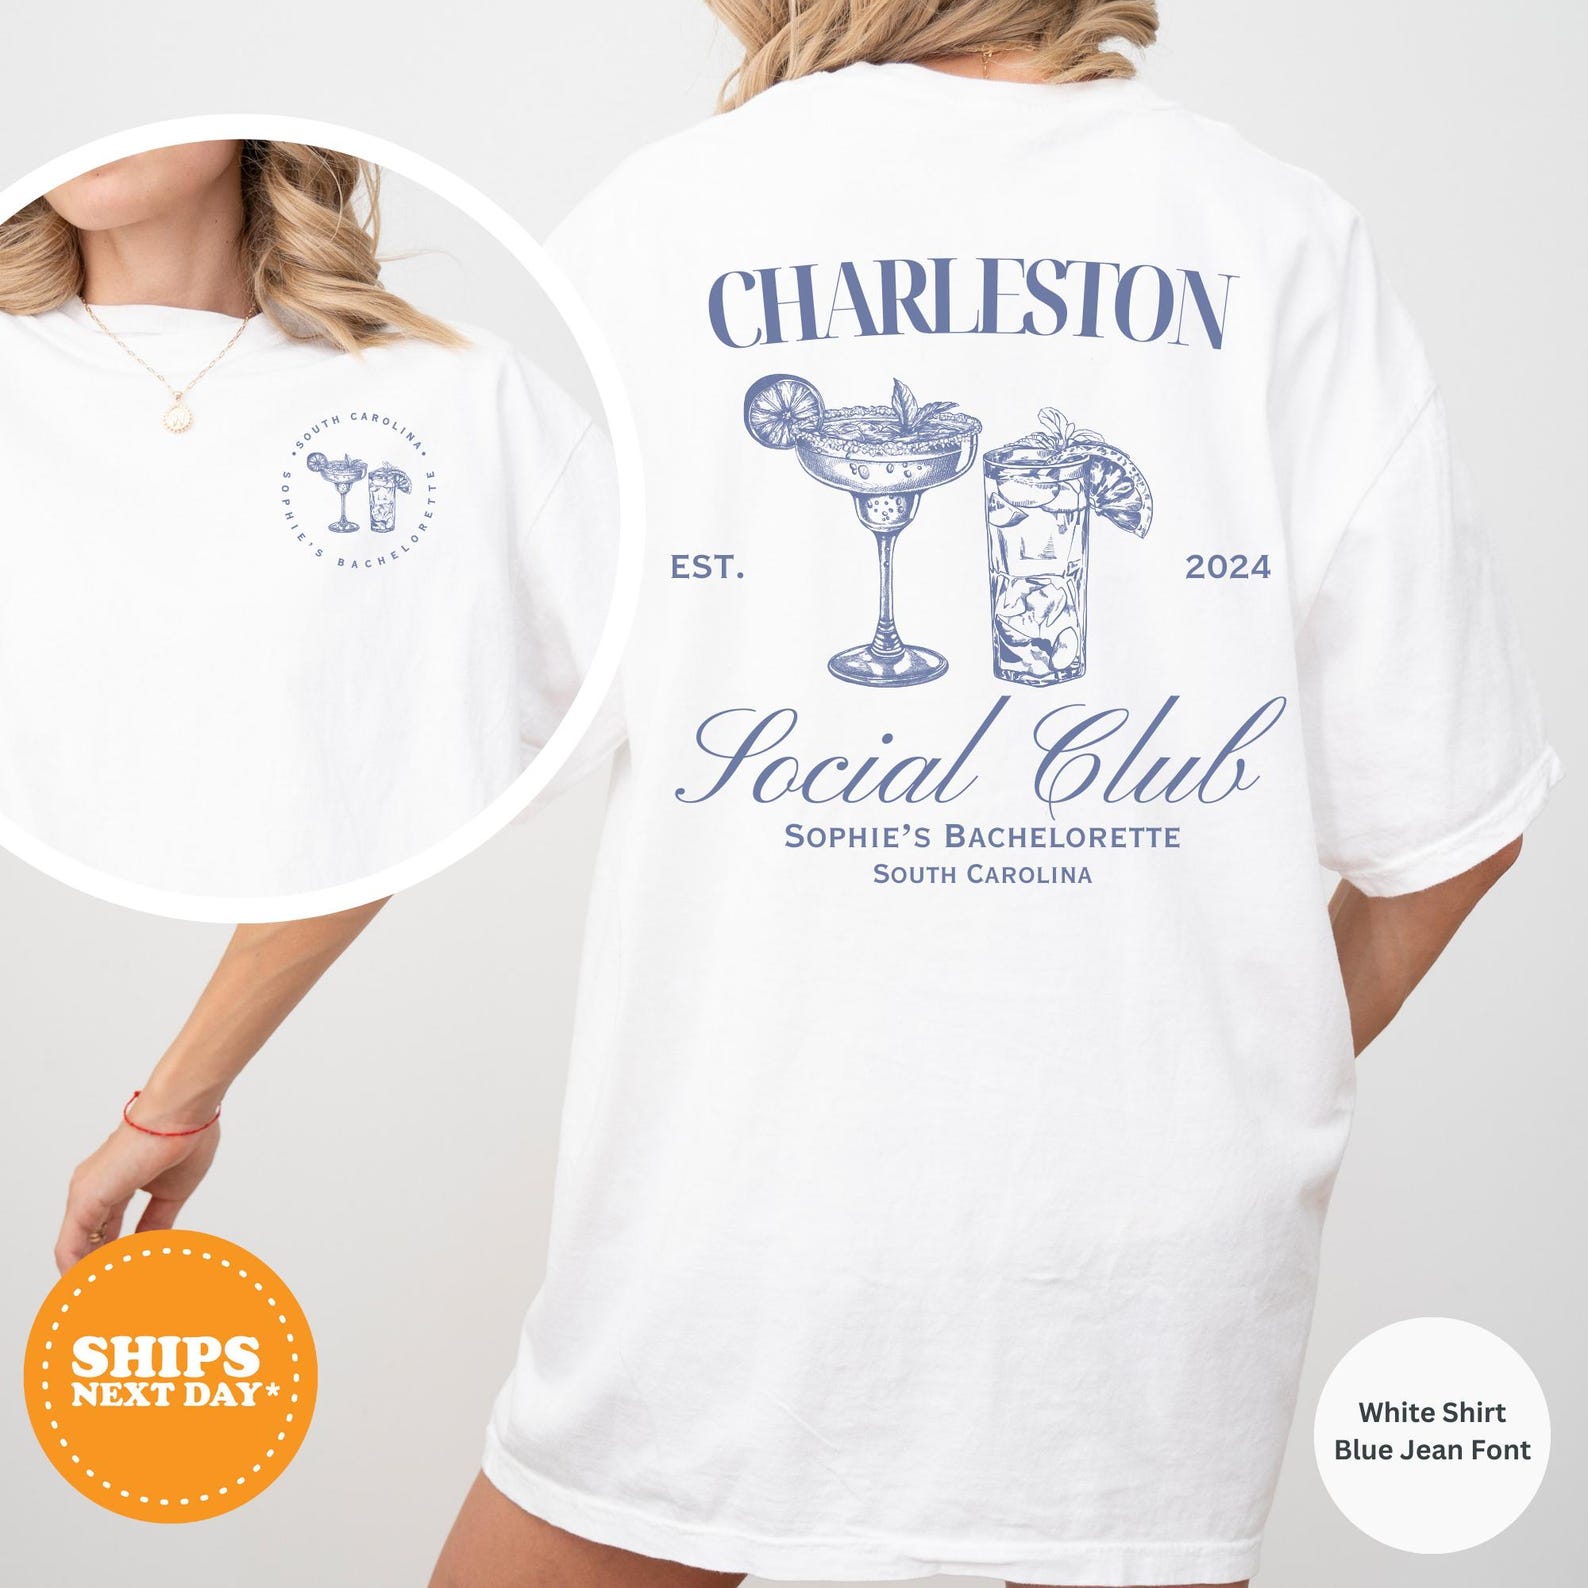 • SOUTH CAROLINA •
SOPHIE'S BACHELORETTE
CHARLESTON
EST.
2024
Social Club
SOPHIE'S BACHELORETTE
SOUTH CAROLINA
SHIPS
NEXT DAY*
White Shirt
Blue Jean Font